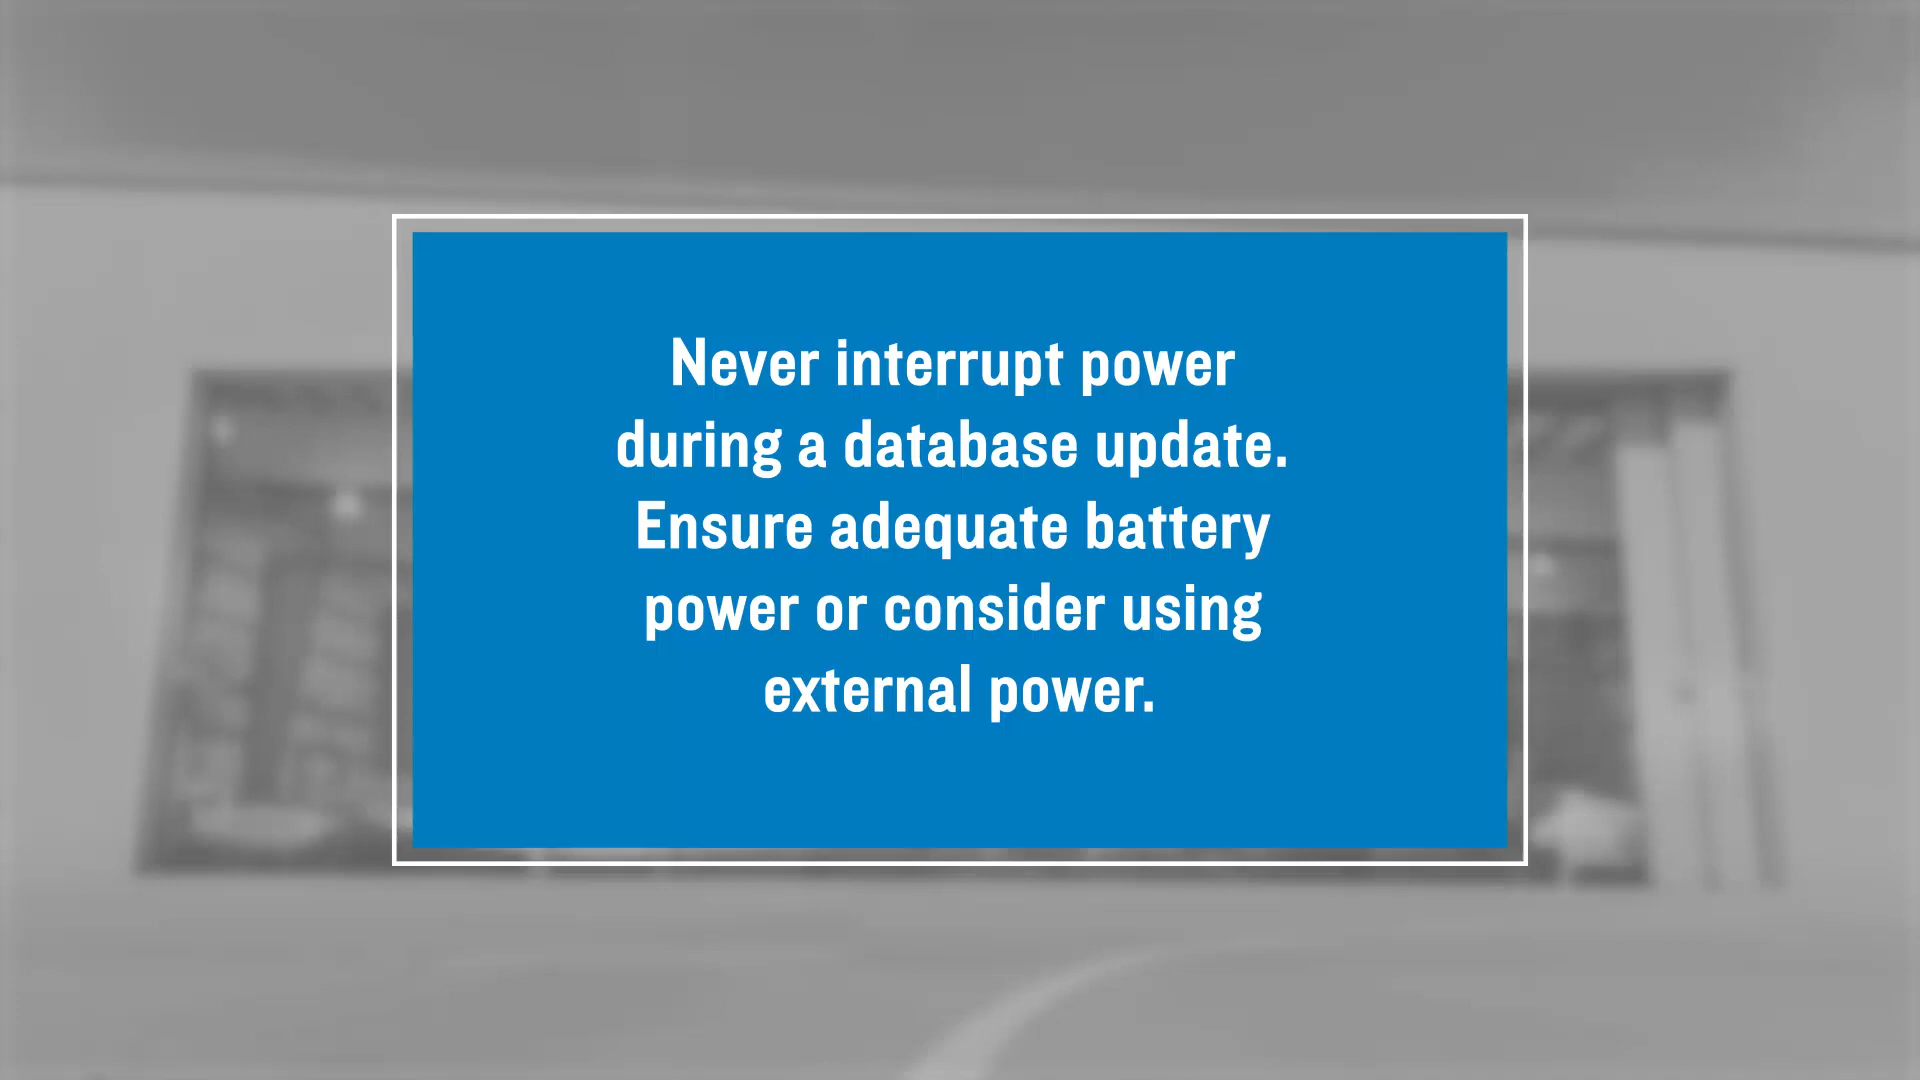 Never interrupt power
during a database update.
Ensure adequate battery
power or consider using
external power.